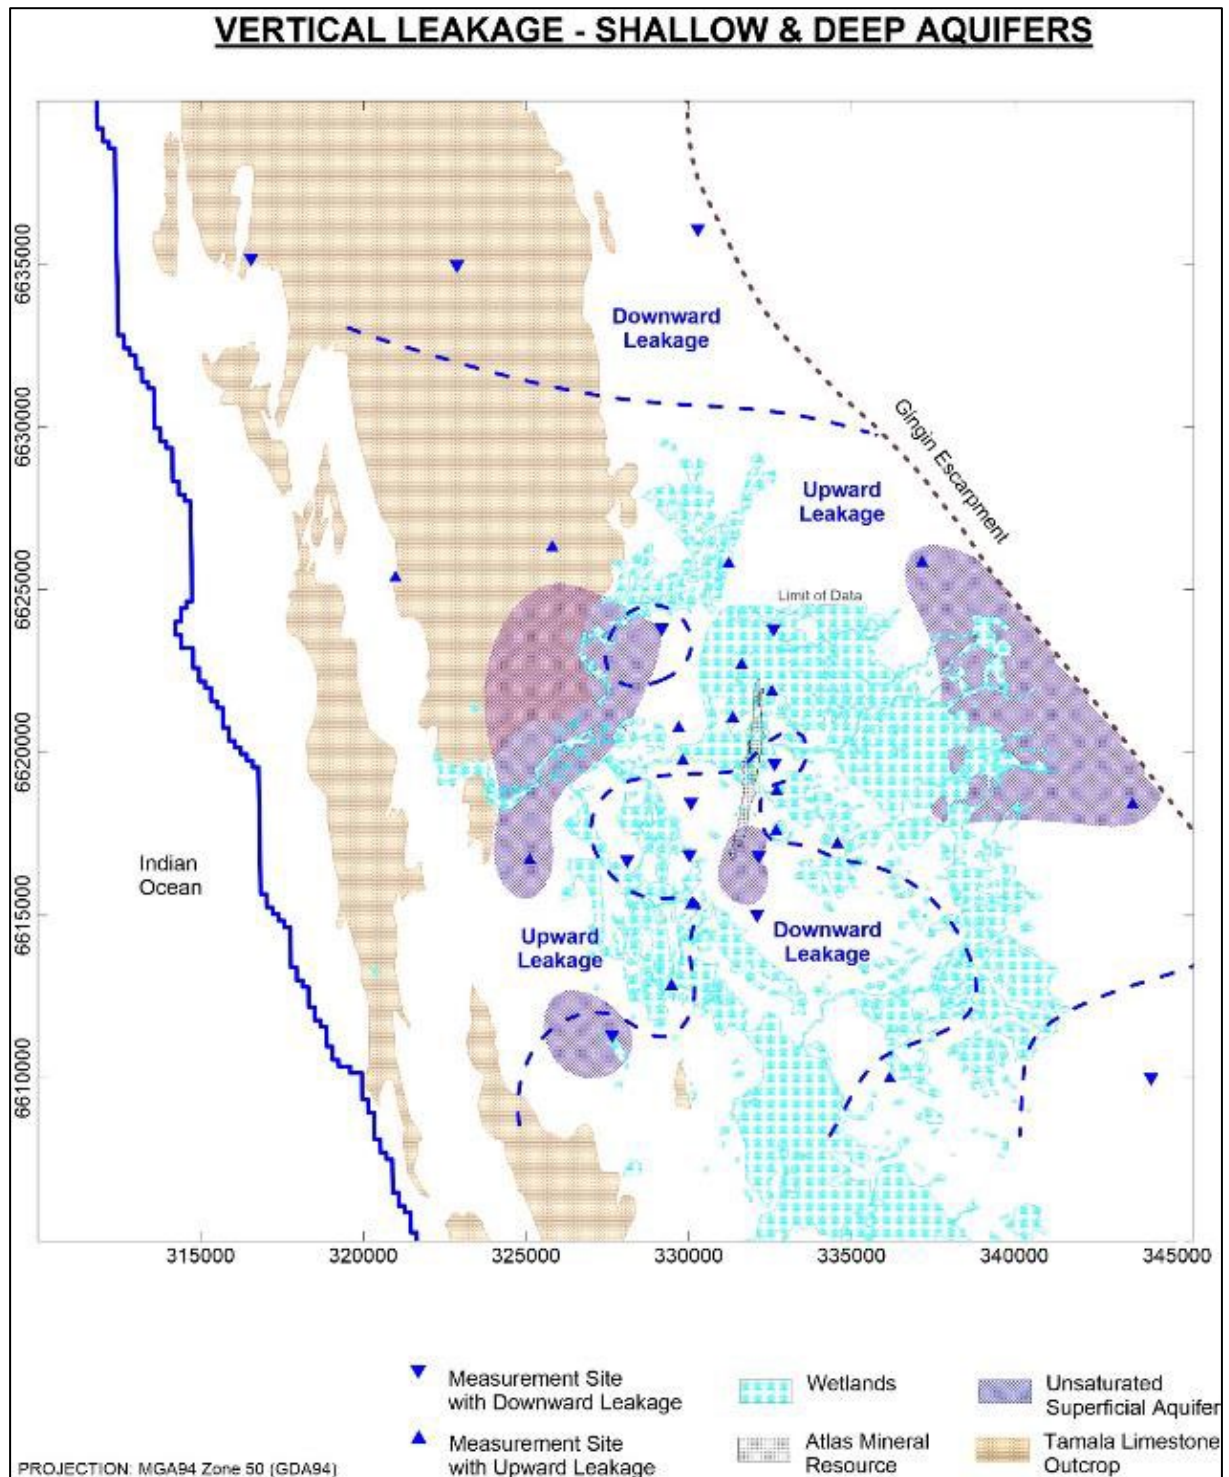 VERTICAL LEAKAGE - SHALLOW & DEEP AQUIFERS
6635000
Downward
Leakage
6630000
Gingin Escarpment
Upward
Leakage
6625000
Limit of Data
6620000
Indian
Ocean
6615000
Upward
Leakage
Downward
Leakage
6610000
315000 320000 325000 330000 335000 340000 345000
Measurement Site
with Downward Leakage
Wetlands
Unsaturated
Superficial Aquifer
Measurement Site
with Upward Leakage
Atlas Mineral
Resource
Tamala Limestone
Outcrop
PROJECTION: MGA94 Zone 50 (GDA94)